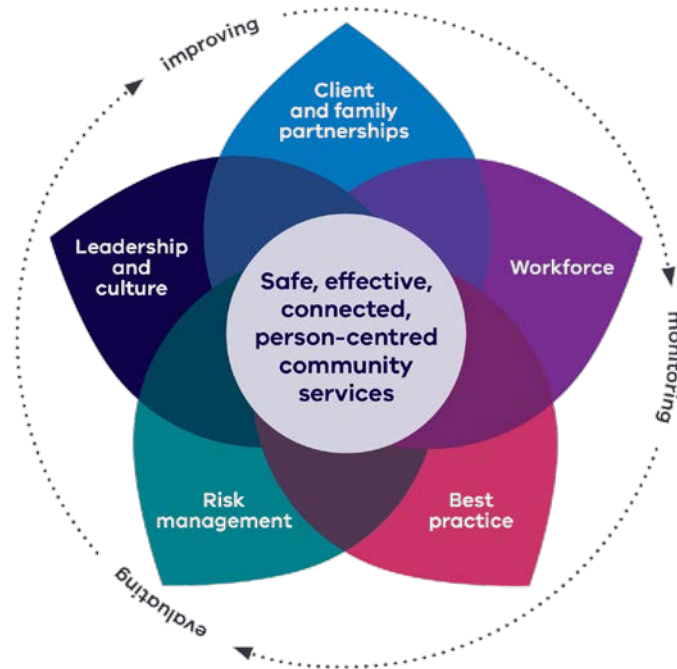 improving
Client
and family
partnerships
Leadership
and
culture
Workforce
Safe, effective,
connected,
person-centred
community
services
monitoring
Risk
management
Best
practice
evaluating